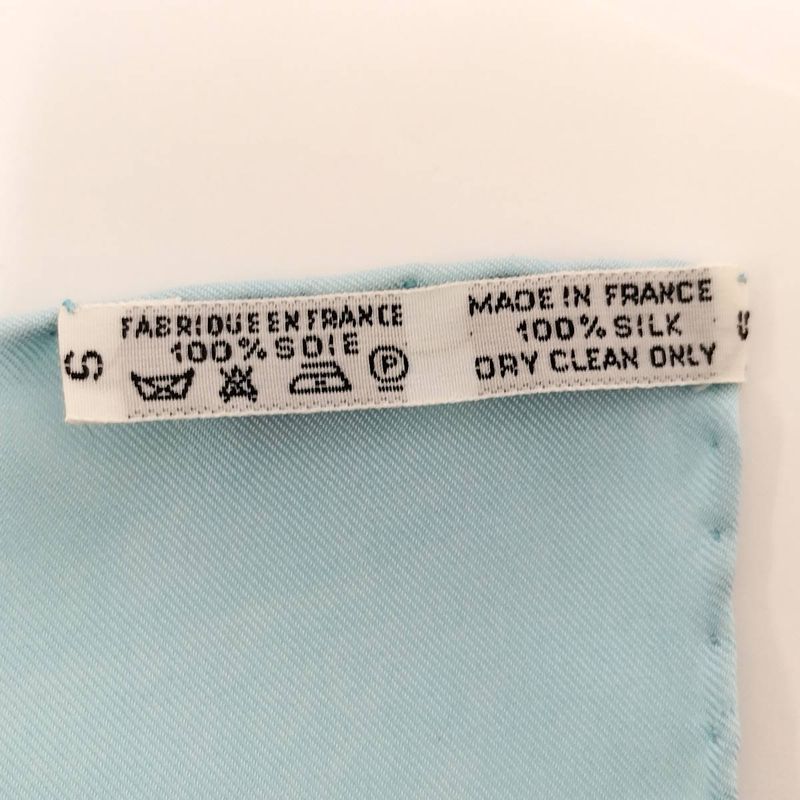 FABRIQUE EN FRANCE
100% SOIE
P
MADE IN FRANCE
100% SILK
DRY CLEAN ONLY
S